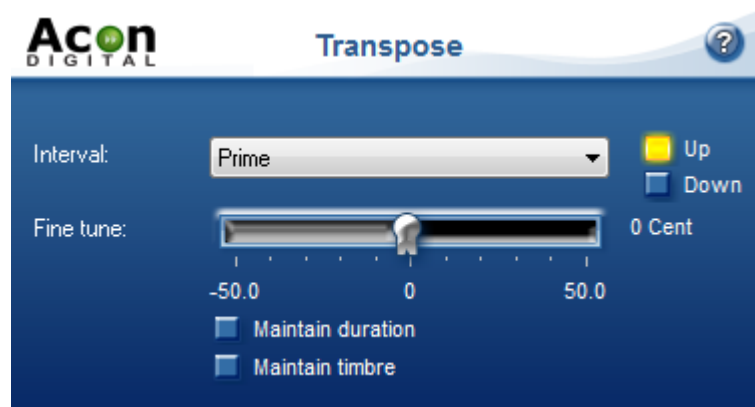 Acon
DIGITAL
Transpose
?
Interval:
Prime
Up
Down
Fine tune:
0 Cent
-50.0 0 50.0
Maintain duration
Maintain timbre